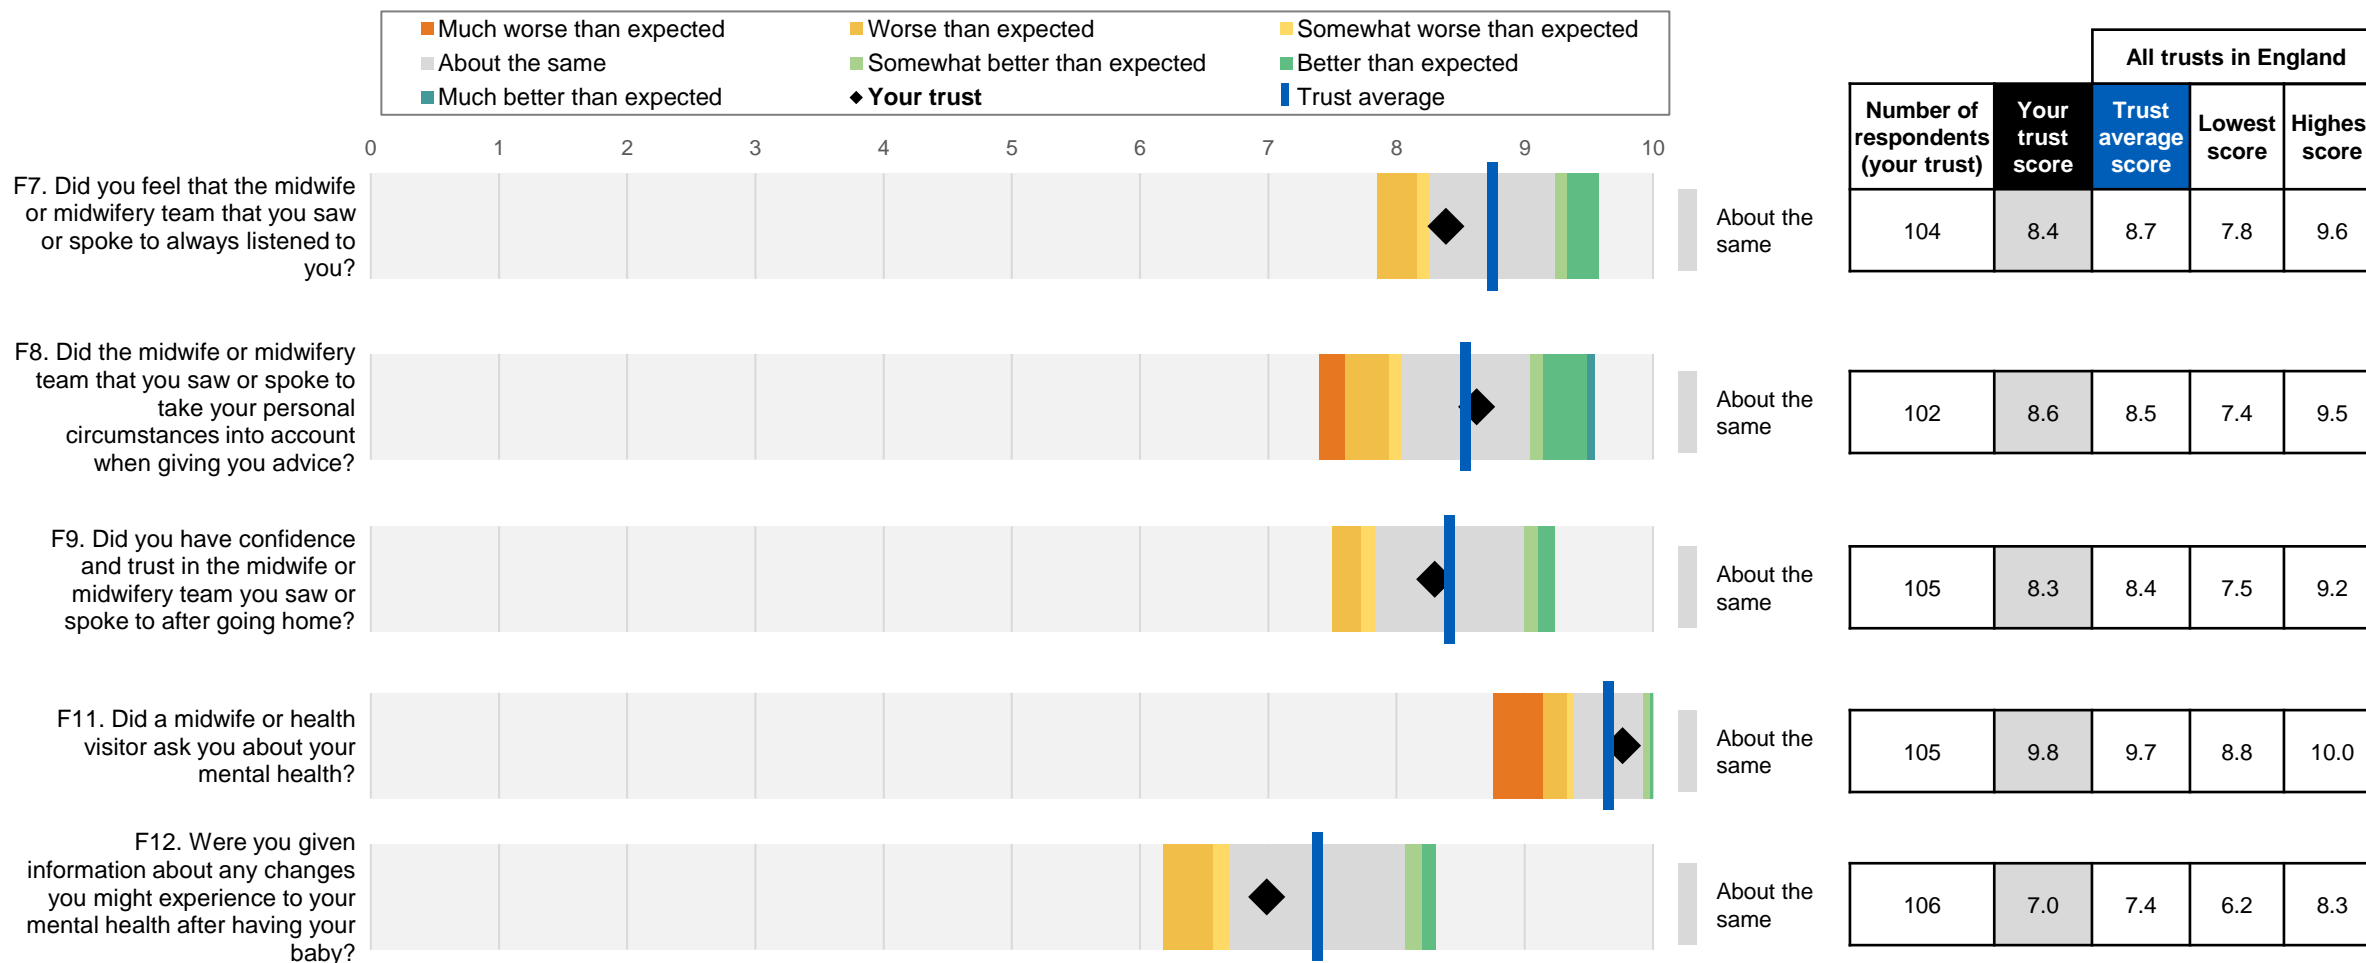 Much worse than expected
Worse than expected
Somewhat worse than expected
About the same
Somewhat better than expected
Better than expected
Much better than expected
Your trust
Trust average
All trusts in England
Number of
respondents
(your trust)
Your
trust
score
Trust
average
score
Lowest
score
Highes
score
0 1 2 3 4 5 6 7 8 9 10
F7. Did you feel that the midwife
or midwifery team that you saw
or spoke to always listened to
you?
About the
same
104 8.4 8.7 7.8 9.6
F8. Did the midwife or midwifery
team that you saw or spoke to
take your personal
circumstances into account
when giving you advice?
About the
same
102 8.6 8.5 7.4 9.5
F9. Did you have confidence
and trust in the midwife or
midwifery team you saw or
spoke to after going home?
About the
same
105 8.3 8.4 7.5 9.2
F11. Did a midwife or health
visitor ask you about your
mental health?
About the
same
105 9.8 9.7 8.8 10.0
F12. Were you given
information about any changes
you might experience to your
mental health after having your
baby?
About the
same
106 7.0 7.4 6.2 8.3